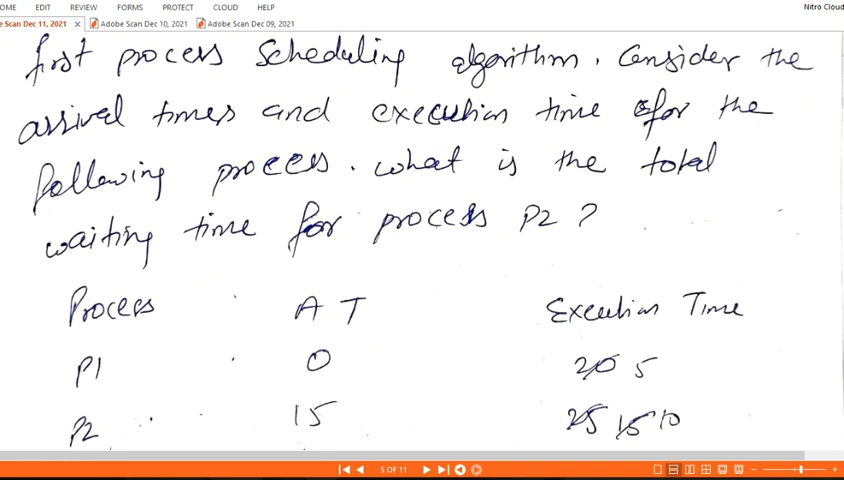 OME EDIT REVIEW FORMS PROTECT CLOUD HELP Nitro Cloud
e Scan Dec 11, 2021 × Adobe Scan Dec 10, 2021 Adobe Scan Dec 09, 2021
first process scheduling algorithm. Consider the
arrival times and execution time for the
following process. what is the total
waiting time for process P2?
Process A T Execution Time
P1 0 20 5
P2 15 25 15 10
5 OF 11